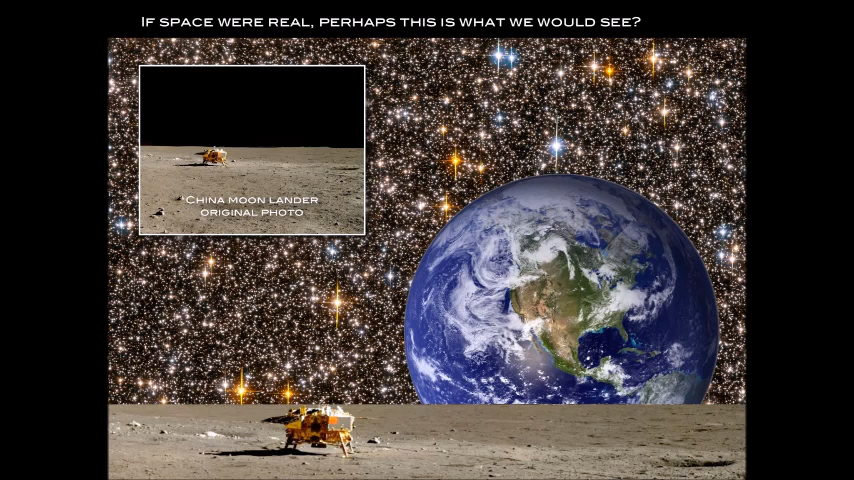 If space were real, perhaps this is what we would see?
*China moon lander
original photo